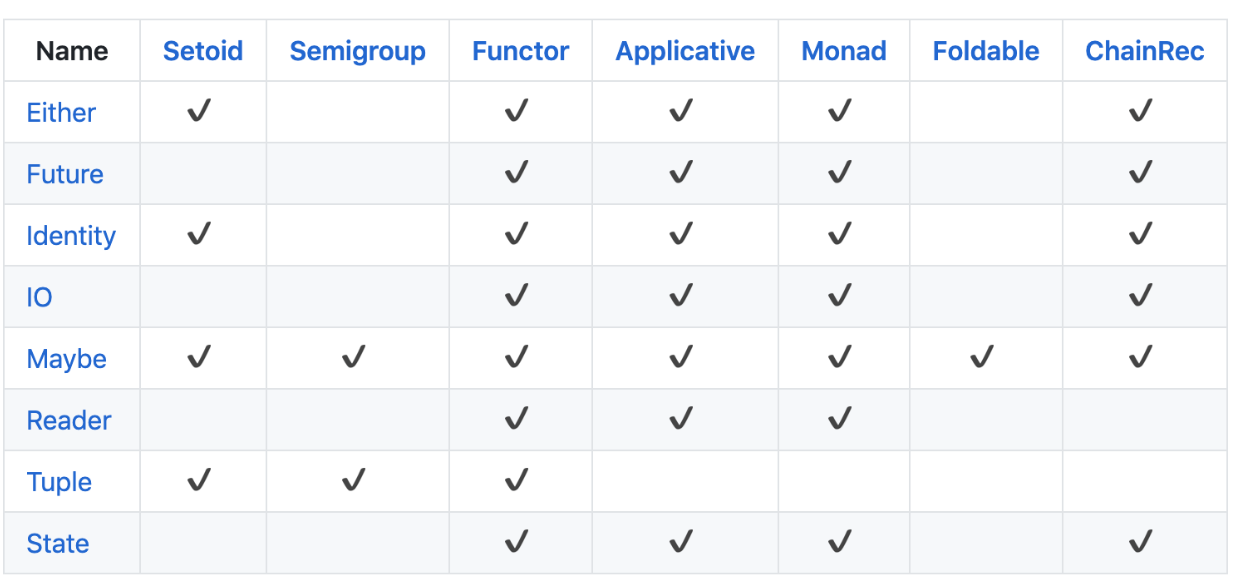 Name Setoid Semigroup Functor Applicative Monad Foldable ChainRec
Either ✔ ✔ ✔ ✔ ✔
Future ✔ ✔ ✔ ✔
Identity ✔ ✔ ✔ ✔ ✔
IO ✔ ✔ ✔ ✔
Maybe ✔ ✔ ✔ ✔ ✔ ✔ ✔
Reader ✔ ✔ ✔
Tuple ✔ ✔ ✔
State ✔ ✔ ✔ ✔